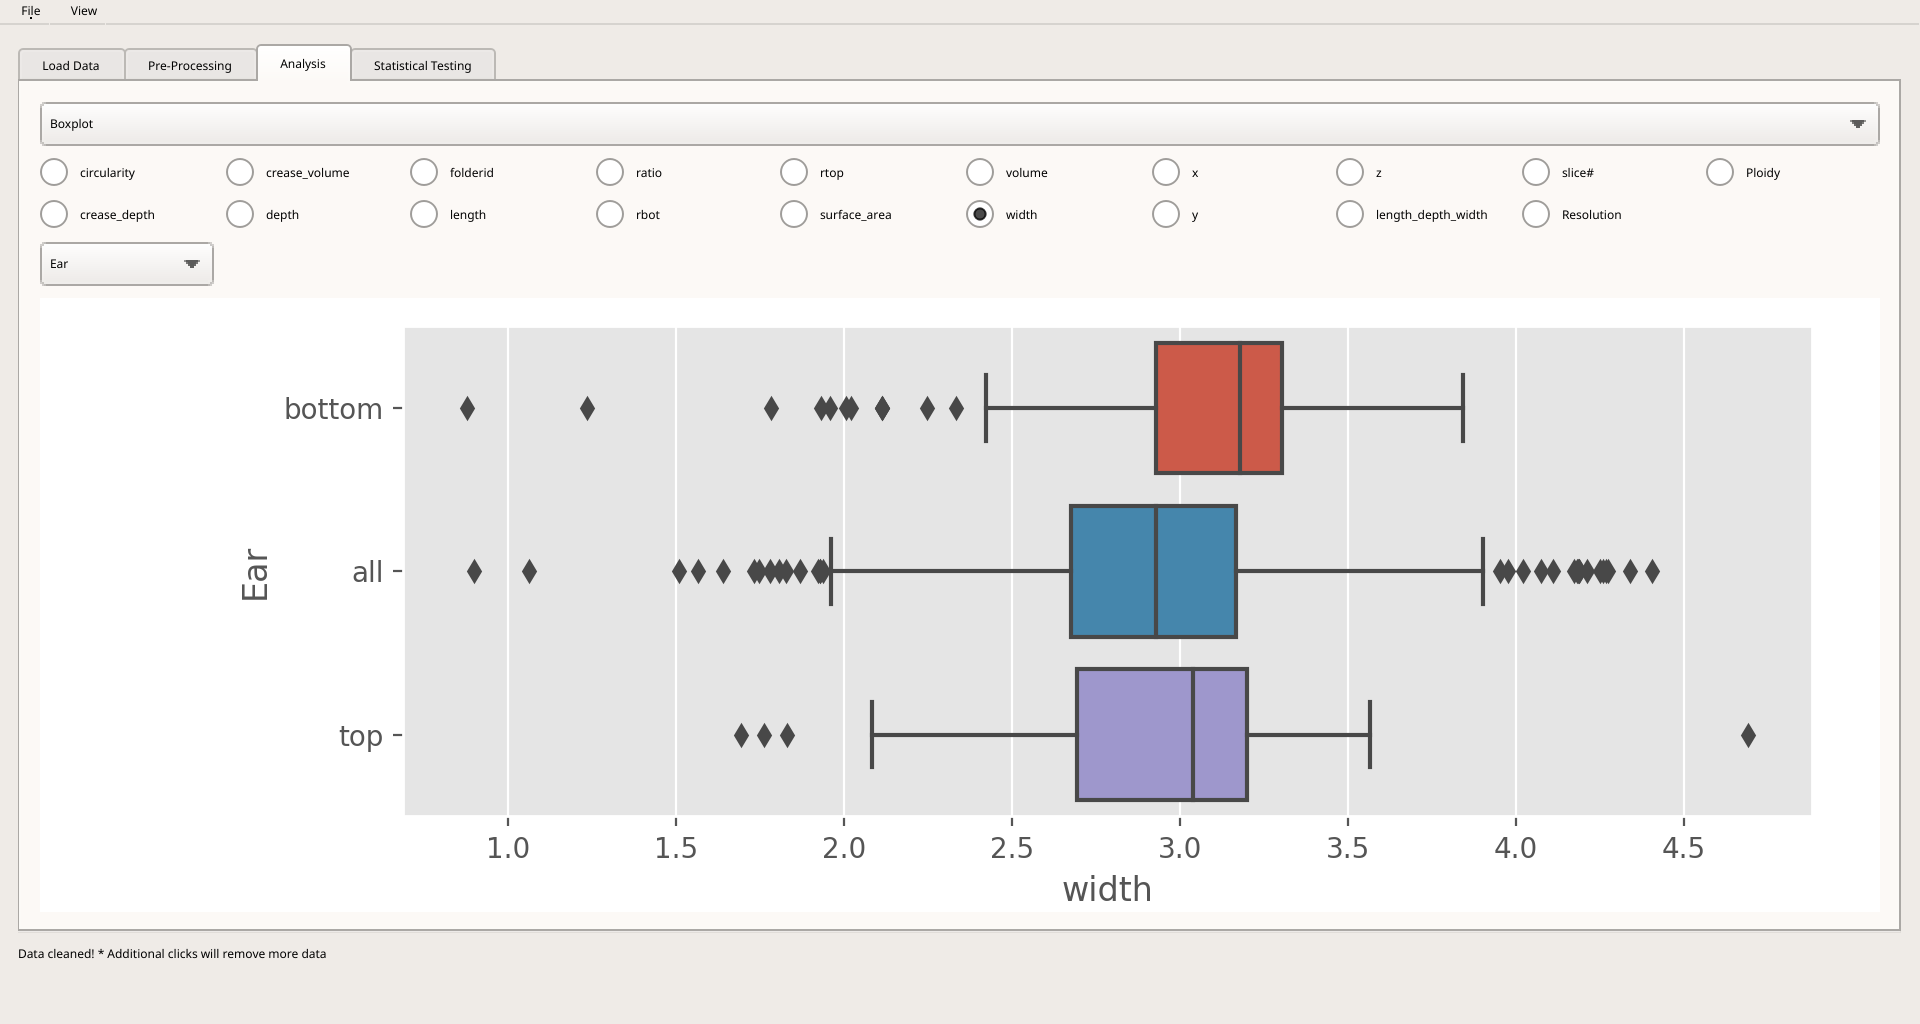 File View
Load Data Pre-Processing Analysis Statistical Testing
Boxplot
circularity crease_volume folderid ratio rtop volume x z slice# Ploidy
crease_depth depth length rbot surface_area width y length_depth_width Resolution
Ear
bottom
all
top
Ear
1.0 1.5 2.0 2.5 3.0 3.5 4.0 4.5
width
Data cleaned! * Additional clicks will remove more data